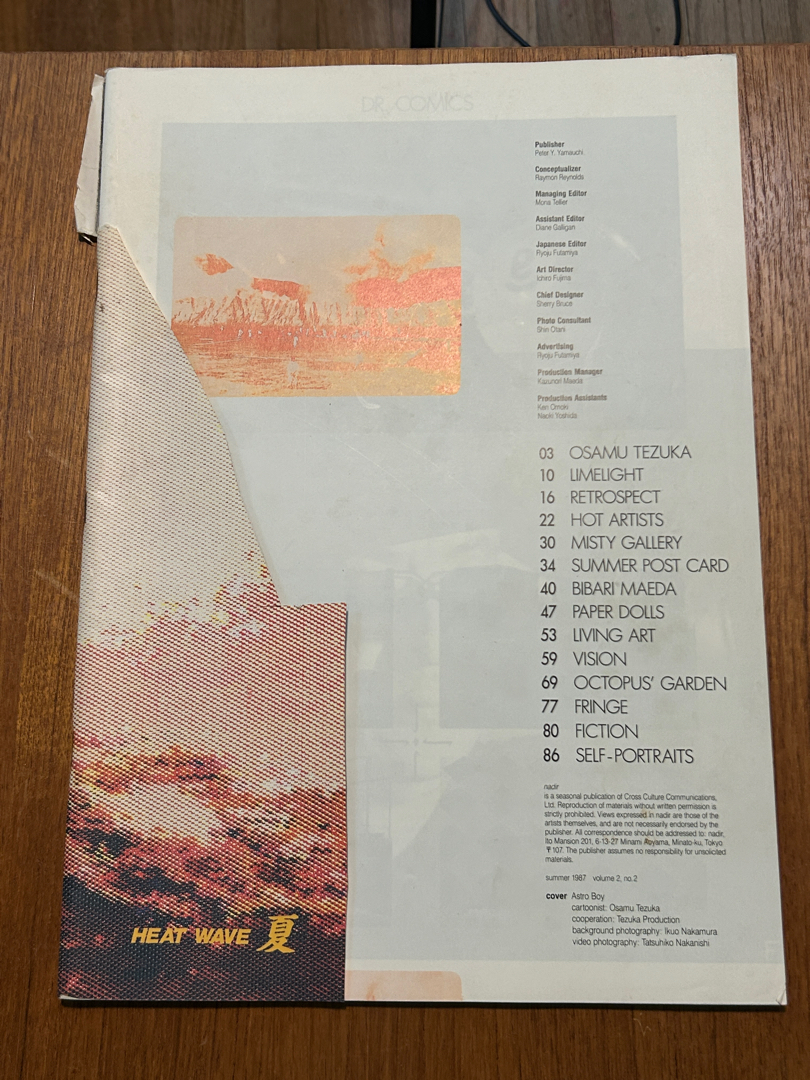 DR. COMICS
Publisher
Peter Y. Yamauchi
Conceptualizer
Raymon Reynolds
Managing Editor
Mona Tellier
Assistant Editor
Diane Galligan
Japanese Editor
Ryoju Futamiya
Art Director
Ichiro Fujima
Chief Designer
Sherry Bruce
Photo Consultant
Shin Otani
Advertising
Ryoju Futamiya
Production Manager
Kazunori Maeda
Production Assistants
Ken Omoki
Naoki Yoshida
03 OSAMU TEZUKA
10 LIMELIGHT
16 RETROSPECT
22 HOT ARTISTS
30 MISTY GALLERY
34 SUMMER POST CARD
40 BIBARI MAEDA
47 PAPER DOLLS
53 LIVING ART
59 VISION
69 OCTOPUS' GARDEN
77 FRINGE
80 FICTION
86 SELF-PORTRAITS
nadir
is a seasonal publication of Cross Culture Communications,
Ltd. Reproduction of materials without written permission is
strictly prohibited. Views expressed in nadir are those of the
artists themselves, and are not necessarily endorsed by the
publisher. All correspondence should be addressed to: nadir,
Ito Mansion 201, 6-13-27 Minami Aoyama, Minato-ku, Tokyo
〒107. The publisher assumes no responsibility for unsolicited
materials.
summer 1987 volume 2, no.2
cover Astro Boy
cartoonist: Osamu Tezuka
cooperation: Tezuka Production
background photography: Ikuo Nakamura
video photography: Tatsuhiko Nakanishi
HEAT WAVE 夏